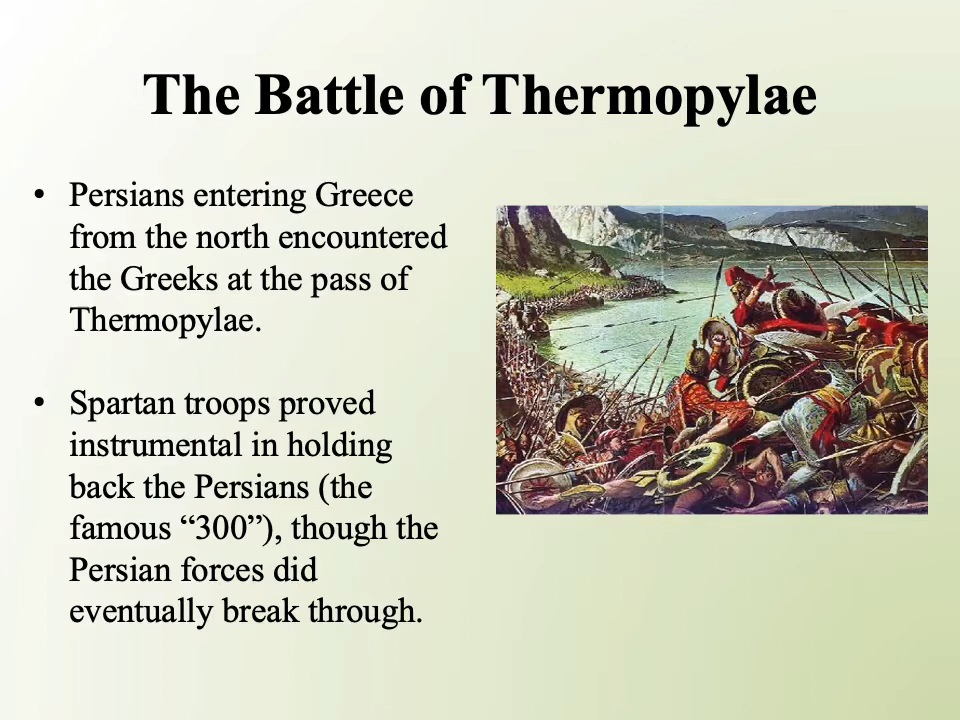 The Battle of Thermopylae
• Persians entering Greece
from the north encountered
the Greeks at the pass of
Thermopylae.
• Spartan troops proved
instrumental in holding
back the Persians (the
famous “300”), though the
Persian forces did
eventually break through.